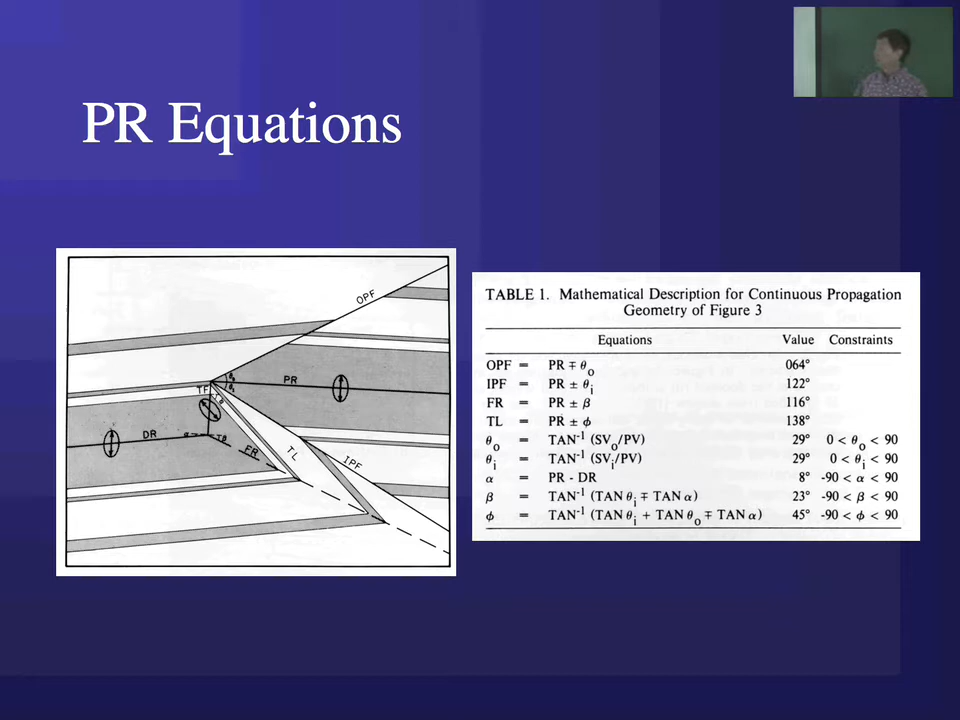 PR Equations
OPF
PR
TF
DR
FR
TL
IPF
TABLE 1. Mathematical Description for Continuous Propagation
Geometry of Figure 3
Equations Value Constraints
OPF = PR ∓ θo 064°
IPF = PR ± θi 122°
FR = PR ± β 116°
TL = PR ± ϕ 138°
θo = TAN-1 (SVo/PV) 29° 0 < θo < 90
θi = TAN-1 (SVi/PV) 29° 0 < θi < 90
α = PR - DR 8° -90 < α < 90
β = TAN-1 (TAN θi ∓ TAN α) 23° -90 < β < 90
ϕ = TAN-1 (TAN θi + TAN θo ∓ TAN α) 45° -90 < ϕ < 90